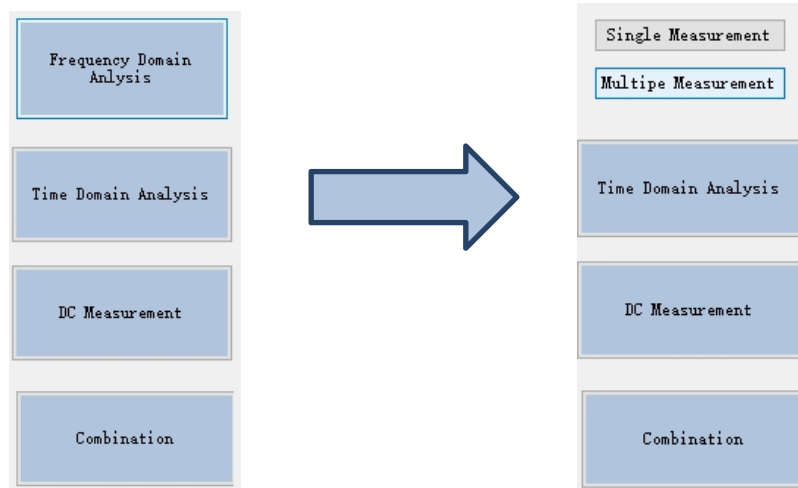 Frequency Domain
Anlysis
Time Domain Analysis
DC Measurement
Combination
Single Measurement
Multipe Measurement
Time Domain Analysis
DC Measurement
Combination